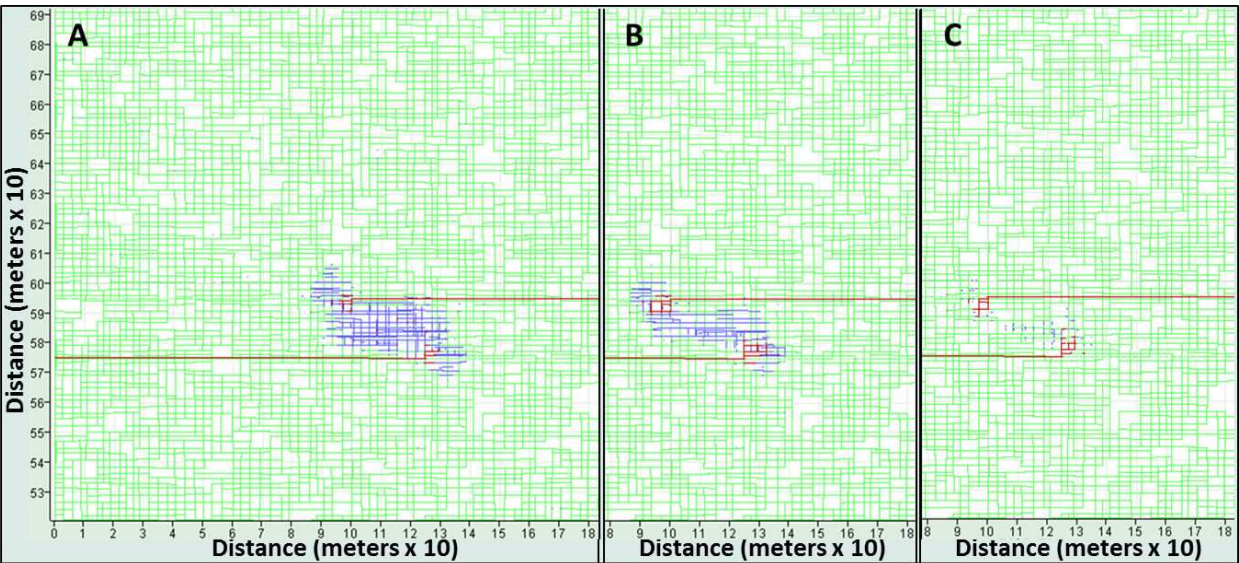 A B C
Distance (meters x 10)
69
68
67
66
65
64
63
62
61
60
59
58
57
56
55
54
53
0 1 2 3 4 5 6 7 8 9 10 11 12 13 14 15 16 17 18
8 9 10 11 12 13 14 15 16 17 18
8 9 10 11 12 13 14 15 16 17 18
Distance (meters x 10)
Distance (meters x 10)
Distance (meters x 10)